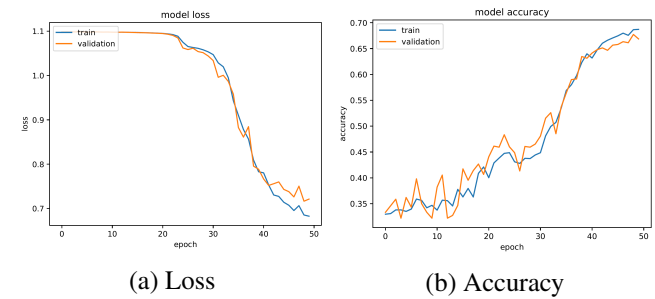 model loss
train
validation
1.1
1.0
0.9
0.8
0.7
loss
0 10 20 30 40 50
epoch
(a) Loss
model accuracy
train
validation
0.70
0.65
0.60
0.55
0.50
0.45
0.40
0.35
accuracy
0 10 20 30 40 50
epoch
(b) Accuracy